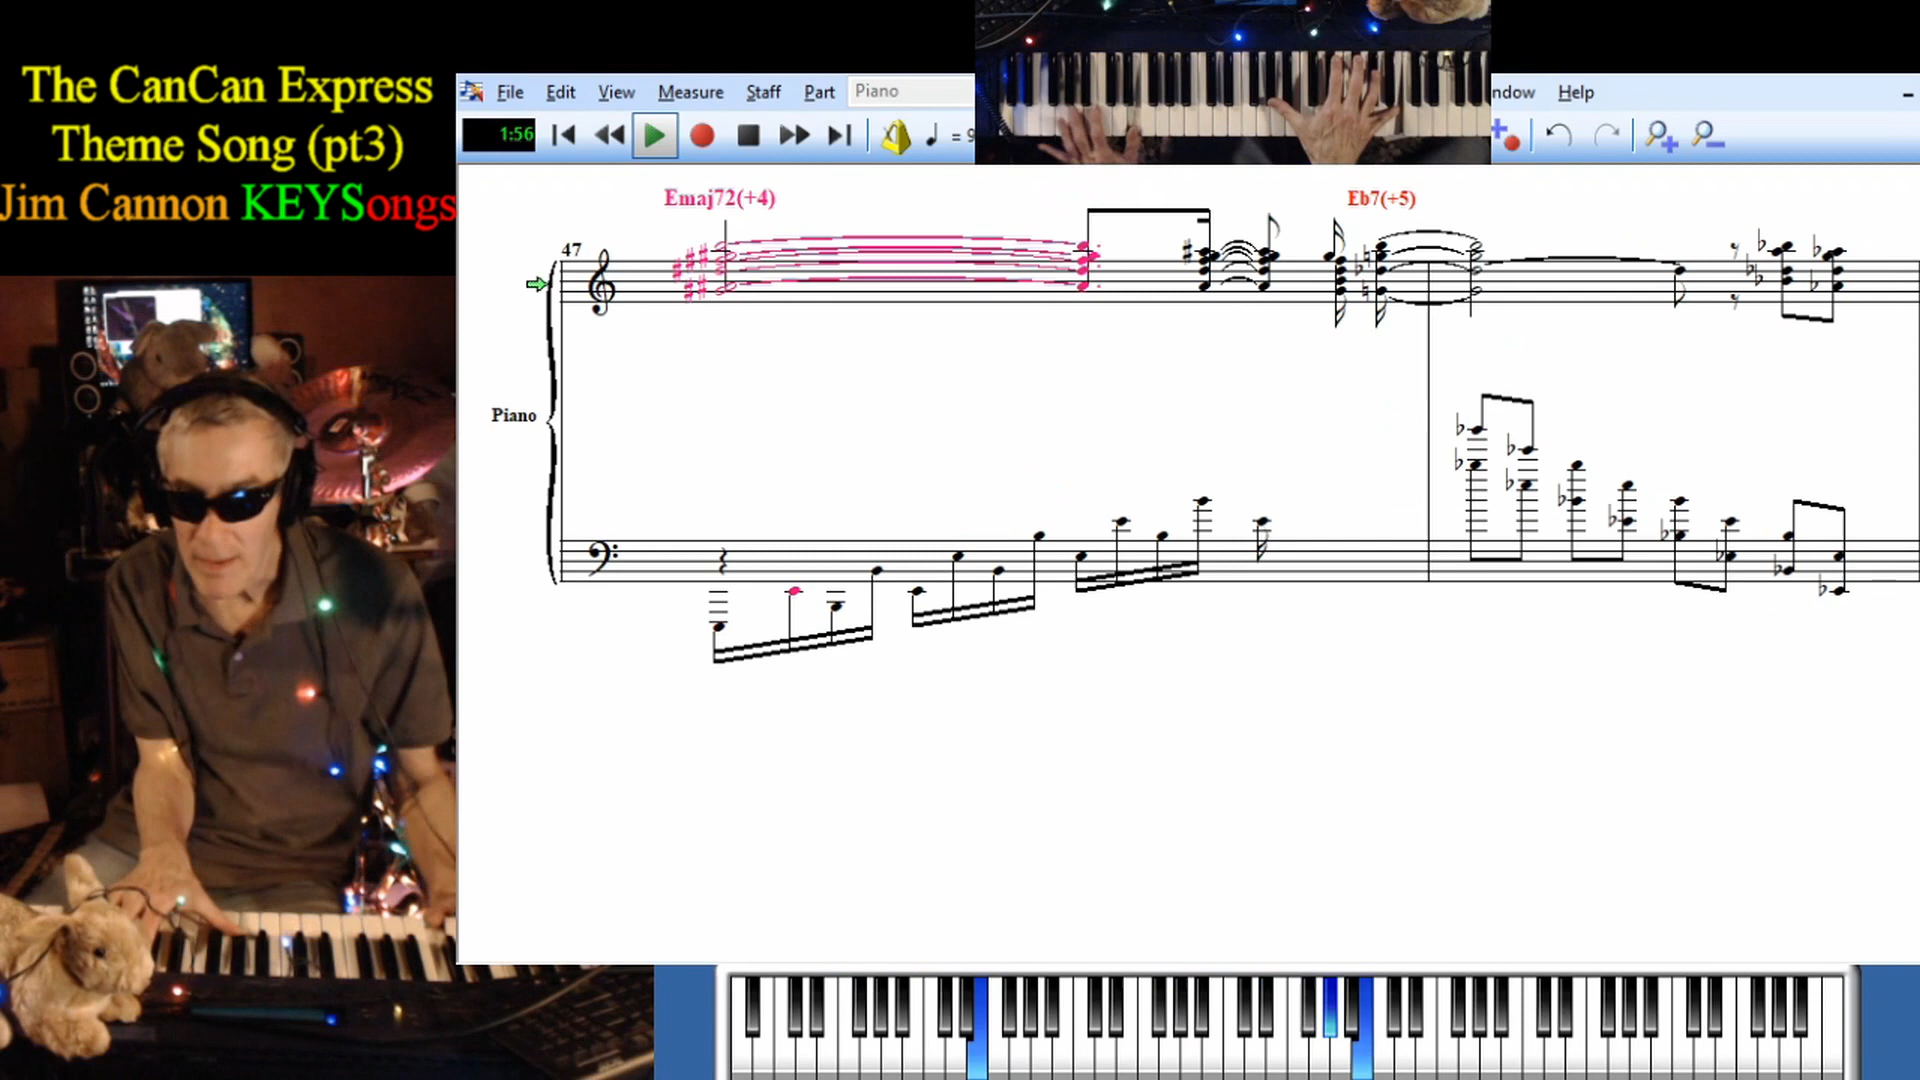 The CanCan Express
Theme Song (pt3)
Jim Cannon KEYSongs
File Edit View Measure Staff Part Piano
ndow Help
1:56
= 9
Emaj72(+4)
Eb7(+5)
47
Piano